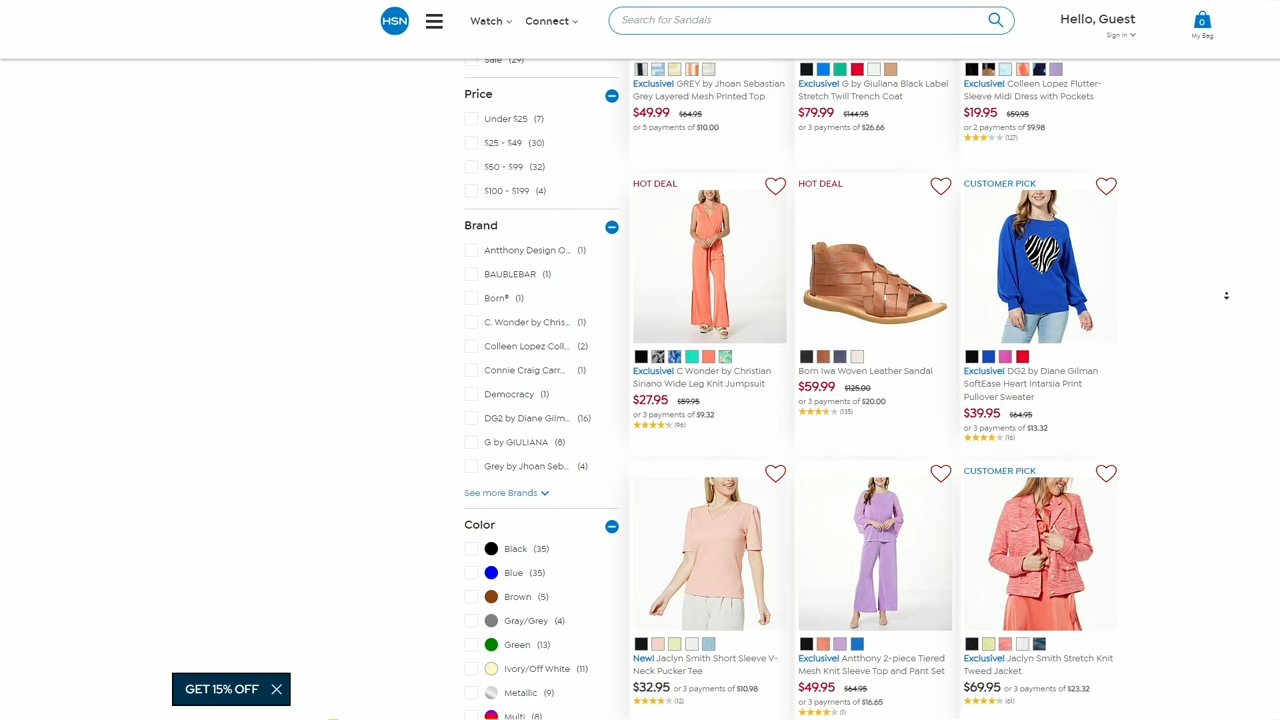 HSN
Watch
Connect
Search for Sandals
Hello, Guest
Sign In
0
My Bag
Sale (29)
Price
Under $25 (7)
$25 - $49 (30)
$50 - $99 (32)
$100 - $199 (4)
Brand
Antthony Design O... (1)
BAUBLEBAR (1)
Born® (1)
C. Wonder by Chris... (1)
Colleen Lopez Coll... (2)
Connie Craig Carr... (1)
Democracy (1)
DG2 by Diane Gilm... (16)
G by GIULIANA (8)
Grey by Jhoan Seb... (4)
See more Brands
Color
Black (35)
Blue (35)
Brown (5)
Gray/Grey (4)
Green (13)
Ivory/Off White (11)
Metallic (9)
Multi (8)
Exclusive! GREY by Jhoan Sebastian
Grey Layered Mesh Printed Top
$49.99 $64.95
or 5 payments of $10.00
Exclusive! G by Giuliana Black Label
Stretch Twill Trench Coat
$79.99 $144.95
or 3 payments of $26.66
Exclusive! Colleen Lopez Flutter-
Sleeve Midi Dress with Pockets
$19.95 $59.95
or 2 payments of $9.98
(127)
HOT DEAL
Exclusive! C Wonder by Christian
Siriano Wide Leg Knit Jumpsuit
$27.95 $59.95
or 3 payments of $9.32
(96)
HOT DEAL
Born Iwa Woven Leather Sandal
$59.99 $125.00
or 3 payments of $20.00
(135)
CUSTOMER PICK
Exclusive! DG2 by Diane Gilman
SoftEase Heart Intarsia Print
Pullover Sweater
$39.95 $64.95
or 3 payments of $13.32
(16)
New! Jaclyn Smith Short Sleeve V-
Neck Pucker Tee
$32.95 or 3 payments of $10.98
(12)
Exclusive! Antthony 2-piece Tiered
Mesh Knit Sleeve Top and Pant Set
$49.95 $64.95
or 3 payments of $16.65
(1)
CUSTOMER PICK
Exclusive! Jaclyn Smith Stretch Knit
Tweed Jacket
$69.95 or 3 payments of $23.32
(61)
GET 15% OFF